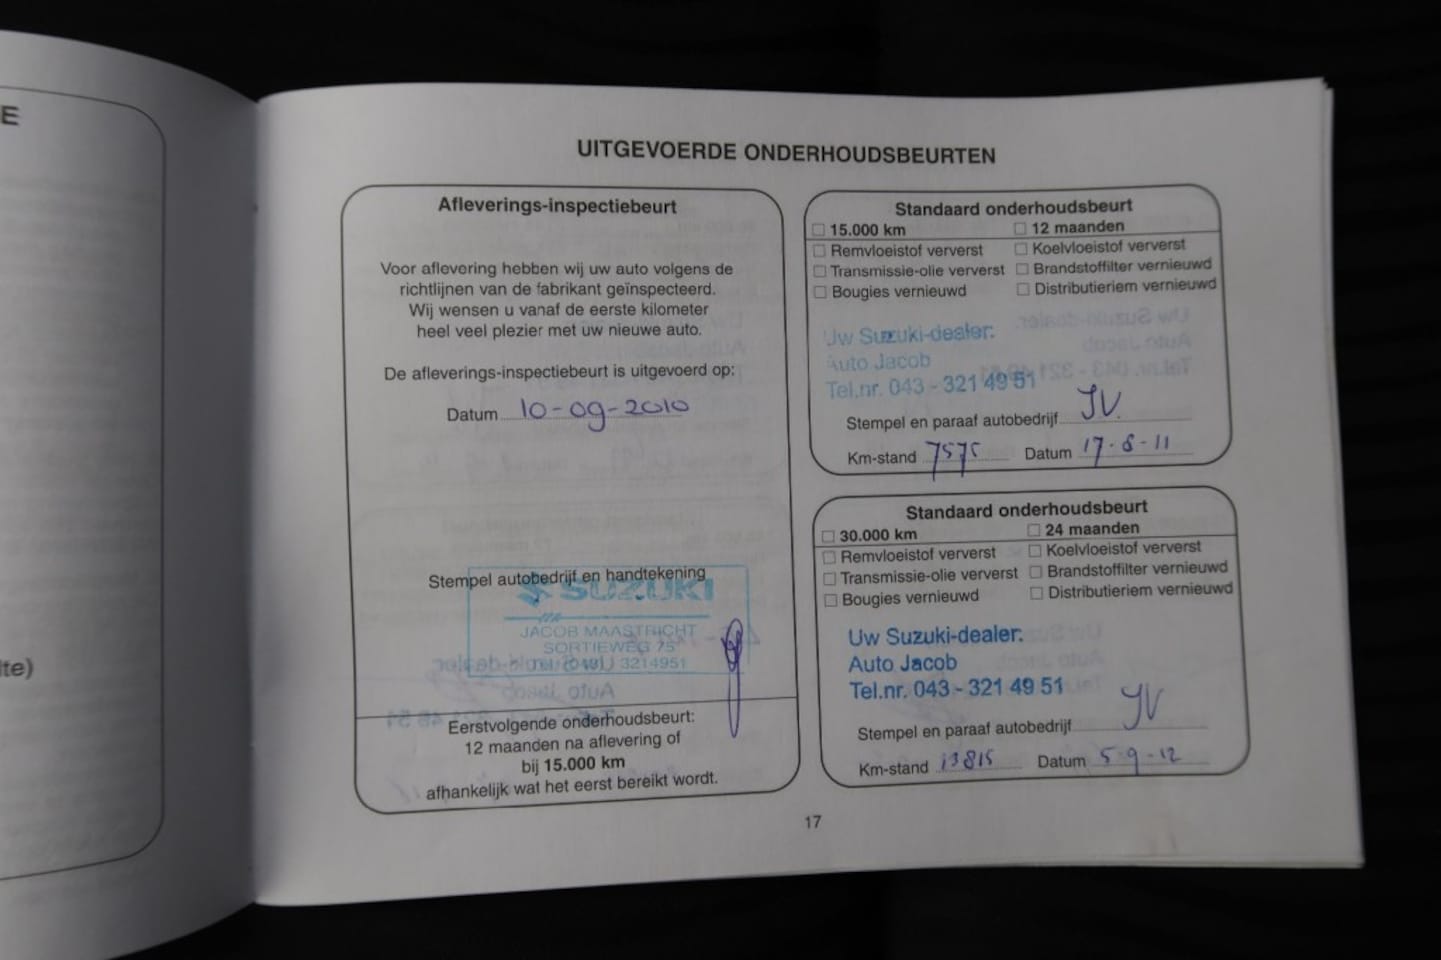 E
lte)
UITGEVOERDE ONDERHOUDSBEURTEN
Afleverings-inspectiebeurt
Voor aflevering hebben wij uw auto volgens de
richtlijnen van de fabrikant geïnspecteerd.
Wij wensen u vanaf de eerste kilometer
heel veel plezier met uw nieuwe auto.
De afleverings-inspectiebeurt is uitgevoerd op:
Datum 10-09-2010
Stempel autobedrijf en handtekening
SUZUKI
JACOB MAASTRICHT
SORTIEWEG 75
3214951
Eerstvolgende onderhoudsbeurt:
12 maanden na aflevering of
bij 15.000 km
afhankelijk wat het eerst bereikt wordt.
Standaard onderhoudsbeurt
15.000 km 12 maanden
Remvloeistof ververst Koelvloeistof ververst
Transmissie-olie ververst Brandstoffilter vernieuwd
Bougies vernieuwd Distributieriem vernieuwd
Uw Suzuki-dealer:
Auto Jacob
Tel.nr. 043 - 321 49 51
Stempel en paraaf autobedrijf JV
Km-stand 7575 Datum 17-8-11
Standaard onderhoudsbeurt
30.000 km 24 maanden
Remvloeistof ververst Koelvloeistof ververst
Transmissie-olie ververst Brandstoffilter vernieuwd
Bougies vernieuwd Distributieriem vernieuwd
Uw Suzuki-dealer:
Auto Jacob
Tel.nr. 043 - 321 49 51
Stempel en paraaf autobedrijf JV
Km-stand 13815 Datum 5-9-12
17